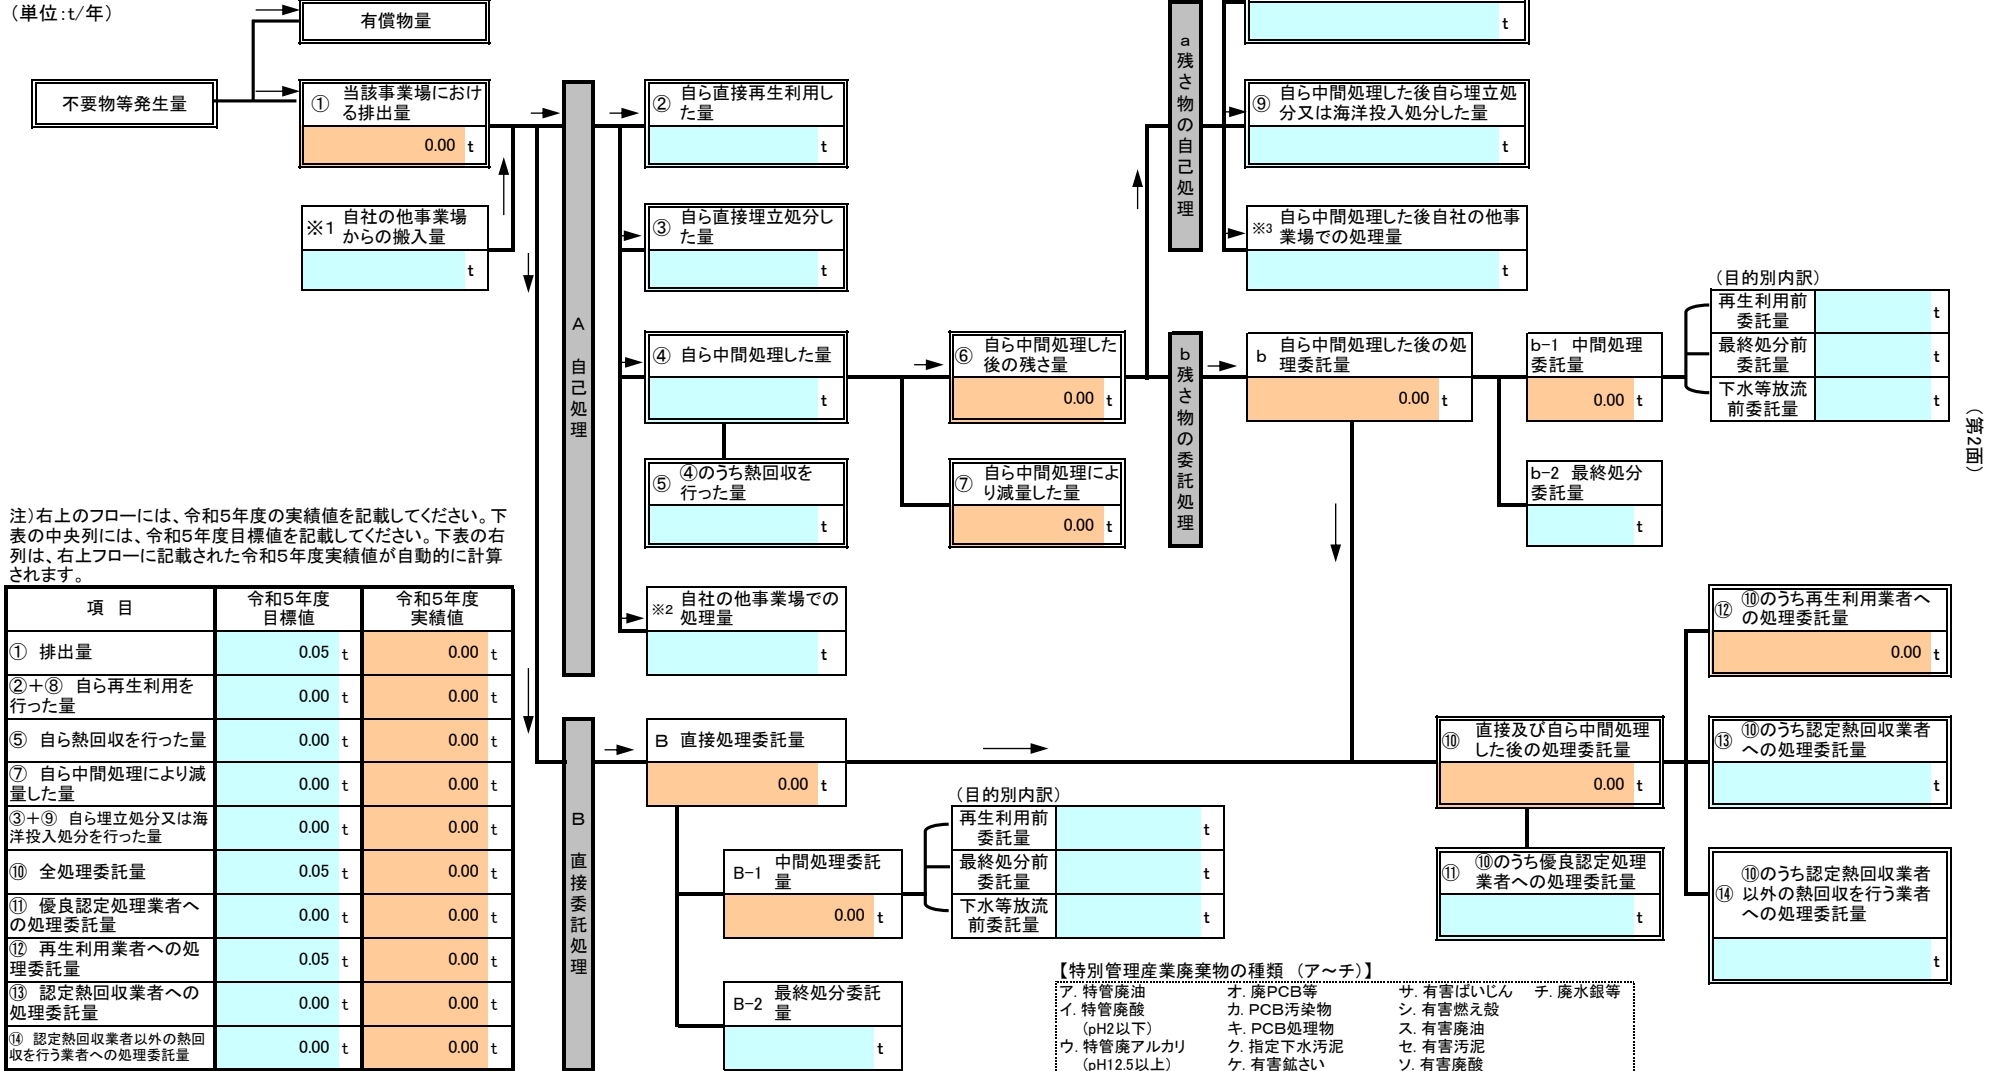 (単位:t/年)
有償物量
不要物等発生量
① 当該事業場におけ
る排出量
0.00 t
※1 自社の他事業場
からの搬入量
t
A 自己処理
② 自ら直接再生利用し
た量
t
③ 自ら直接埋立処分し
た量
t
④ 自ら中間処理した量
t
⑤ ④のうち熱回収を
行った量
t
※2 自社の他事業場での
処理量
t
⑥ 自ら中間処理した
後の残さ量
0.00 t
⑦ 自ら中間処理によ
り減量した量
0.00 t
a 残さ物の自己処理
t
⑨ 自ら中間処理した後自ら埋立処
分又は海洋投入処分した量
t
※3 自ら中間処理した後自社の他事
業場での処理量
t
b 残さ物の委託処理
b 自ら中間処理した後の処
理委託量
0.00 t
b-1 中間処理
委託量
0.00 t
(目的別内訳)
再生利用前
委託量
t
最終処分前
委託量
t
下水等放流
前委託量
t
b-2 最終処分
委託量
t
(第2面)
注)右上のフローには、令和5年度の実績値を記載してください。下
表の中央列には、令和5年度目標値を記載してください。下表の右
列は、右上フローに記載された令和5年度実績値が自動的に計算
されます。
項 目 令和5年度 目標値 令和5年度 実績値
① 排出量 0.05 t 0.00 t
②+⑧ 自ら再生利用を
行った量 0.00 t 0.00 t
⑤ 自ら熱回収を行った量 0.00 t 0.00 t
⑦ 自ら中間処理により減
量した量 0.00 t 0.00 t
③+⑨ 自ら埋立処分又は海
洋投入処分を行った量 0.00 t 0.00 t
⑩ 全処理委託量 0.05 t 0.00 t
⑪ 優良認定処理業者へ
の処理委託量 0.00 t 0.00 t
⑫ 再生利用業者への処
理委託量 0.05 t 0.00 t
⑬ 認定熱回収業者への
処理委託量 0.00 t 0.00 t
⑭ 認定熱回収業者以外の熱回
収を行う業者への処理委託量 0.00 t 0.00 t
B 直接委託処理
B 直接処理委託量
0.00 t
B-1 中間処理委託
量
0.00 t
(目的別内訳)
再生利用前
委託量
t
最終処分前
委託量
t
下水等放流
前委託量
t
B-2 最終処分委託
量
t
⑩ 直接及び自ら中間処理
した後の処理委託量
0.00 t
⑪ ⑩のうち優良認定処理
業者への処理委託量
t
⑫ ⑩のうち再生利用業者へ
の処理委託量
0.00 t
⑬ ⑩のうち認定熱回収業者
への処理委託量
t
⑭ ⑩のうち認定熱回収業者
以外の熱回収を行う業者
への処理委託量
t
【特別管理産業廃棄物の種類 (ア~チ)】
ア. 特管廃油 オ. 廃PCB等 サ. 有害ばいじん チ. 廃水銀等
イ. 特管廃酸 カ. PCB汚染物 シ. 有害燃え殻
(pH2以下) キ. PCB処理物 ス. 有害廃油
ウ. 特管廃アルカリ ク. 指定下水汚泥 セ. 有害汚泥
(pH12.5以上) ケ. 有害鉱さい ソ. 有害廃酸